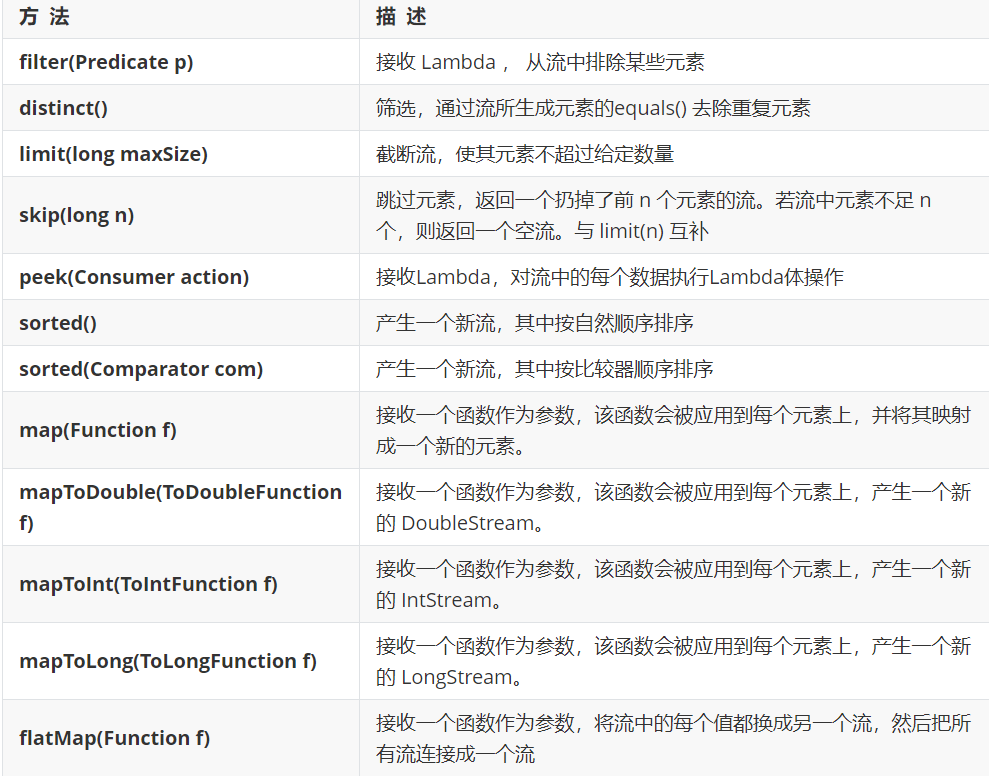 方 法 描 述
filter(Predicate p) 接收 Lambda ， 从流中排除某些元素
distinct() 筛选，通过流所生成元素的equals() 去除重复元素
limit(long maxSize) 截断流，使其元素不超过给定数量
skip(long n) 跳过元素，返回一个扔掉了前 n 个元素的流。若流中元素不足 n
个，则返回一个空流。与 limit(n) 互补
peek(Consumer action) 接收Lambda，对流中的每个数据执行Lambda体操作
sorted() 产生一个新流，其中按自然顺序排序
sorted(Comparator com) 产生一个新流，其中按比较器顺序排序
map(Function f) 接收一个函数作为参数，该函数会被应用到每个元素上，并将其映射
成一个新的元素。
mapToDouble(ToDoubleFunction 接收一个函数作为参数，该函数会被应用到每个元素上，产生一个新
f) 的 DoubleStream。
mapToInt(ToIntFunction f) 接收一个函数作为参数，该函数会被应用到每个元素上，产生一个新
的 IntStream。
mapToLong(ToLongFunction f) 接收一个函数作为参数，该函数会被应用到每个元素上，产生一个新
的 LongStream。
flatMap(Function f) 接收一个函数作为参数，将流中的每个值都换成另一个流，然后把所
有流连接成一个流